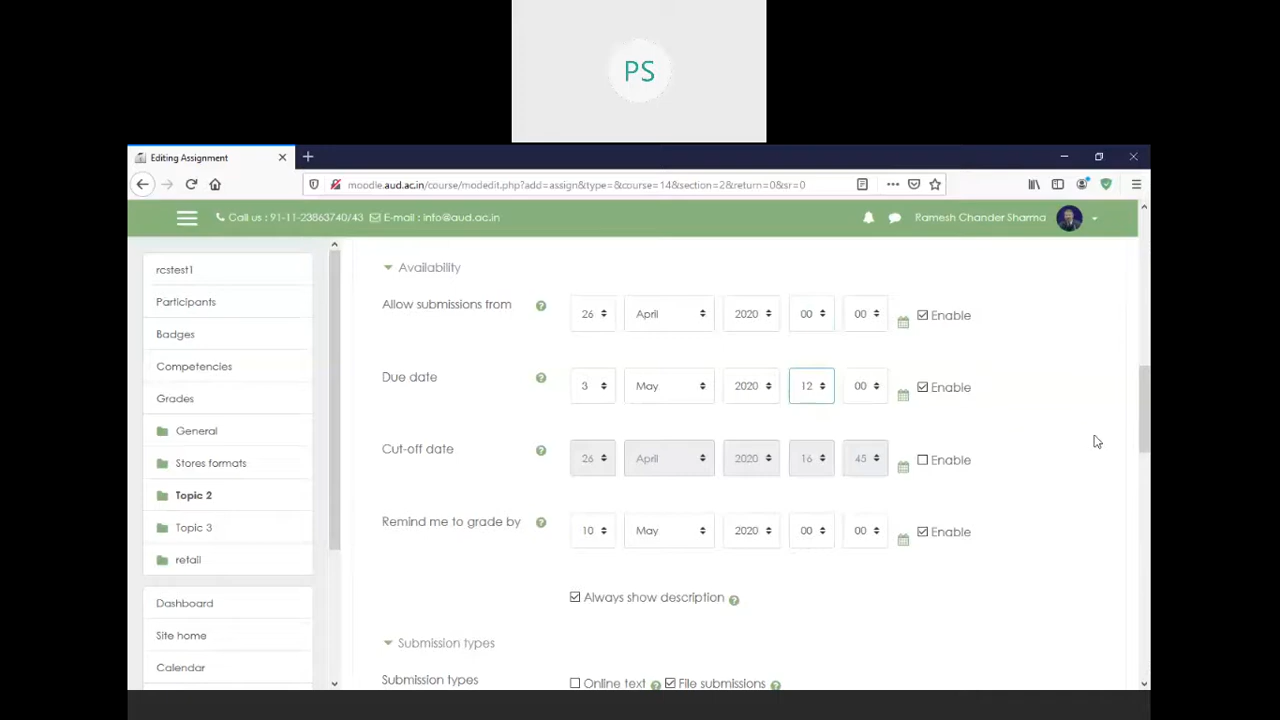 PS
Editing Assignment
moodle.aud.ac.in/course/modedit.php?add=assign&type=&course=14&section=2&return=0&sr=0
Call us : 91-11-23863740/43 E-mail : info@aud.ac.in
Ramesh Chander Sharma
rcstest1
Participants
Badges
Competencies
Grades
General
Stores formats
Topic 2
Topic 3
retail
Dashboard
Site home
Calendar
Availability
Allow submissions from ? 26 April 2020 00 00 Enable
Due date ? 3 May 2020 12 00 Enable
Cut-off date ? 26 April 2020 16 45 Enable
Remind me to grade by ? 10 May 2020 00 00 Enable
Always show description ?
Submission types
Submission types Online text ? File submissions ?